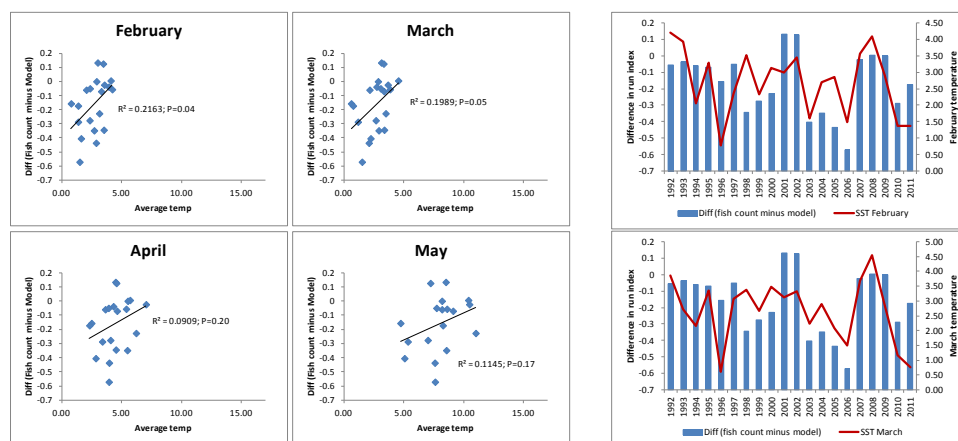 February
Diff (Fish count minus Model)
0.2
0.1
0
-0.1
-0.2
-0.3
-0.4
-0.5
-0.6
-0.7
R² = 0.2163; P=0.04
0.00 5.00 10.00 15.00
Average temp
March
Diff (Fish count minus Model)
0.2
0.1
0
-0.1
-0.2
-0.3
-0.4
-0.5
-0.6
-0.7
R² = 0.1989; P=0.05
0.00 5.00 10.00 15.00
Average temp
Difference in run index
0.2
0.1
0
-0.1
-0.2
-0.3
-0.4
-0.5
-0.6
-0.7
4.50
4.00
3.50
3.00
2.50
2.00
1.50
1.00
0.50
0.00
February temperature
1992 1993 1994 1995 1996 1997 1998 1999 2000 2001 2002 2003 2004 2005 2006 2007 2008 2009 2010 2011
Diff (fish count minus model) SST February
April
Diff (Fish count minus Model)
0.2
0.1
0
-0.1
-0.2
-0.3
-0.4
-0.5
-0.6
-0.7
R² = 0.0909; P=0.20
0.00 5.00 10.00 15.00
Average temp
May
Diff (Fish count minus Model)
0.2
0.1
0
-0.1
-0.2
-0.3
-0.4
-0.5
-0.6
-0.7
R² = 0.1145; P=0.17
0.00 5.00 10.00 15.00
Average temp
Difference in run index
0.2
0.1
0
-0.1
-0.2
-0.3
-0.4
-0.5
-0.6
-0.7
5.00
4.50
4.00
3.50
3.00
2.50
2.00
1.50
1.00
0.50
0.00
March temperature
1992 1993 1994 1995 1996 1997 1998 1999 2000 2001 2002 2003 2004 2005 2006 2007 2008 2009 2010 2011
Diff (fish count minus model) SST March